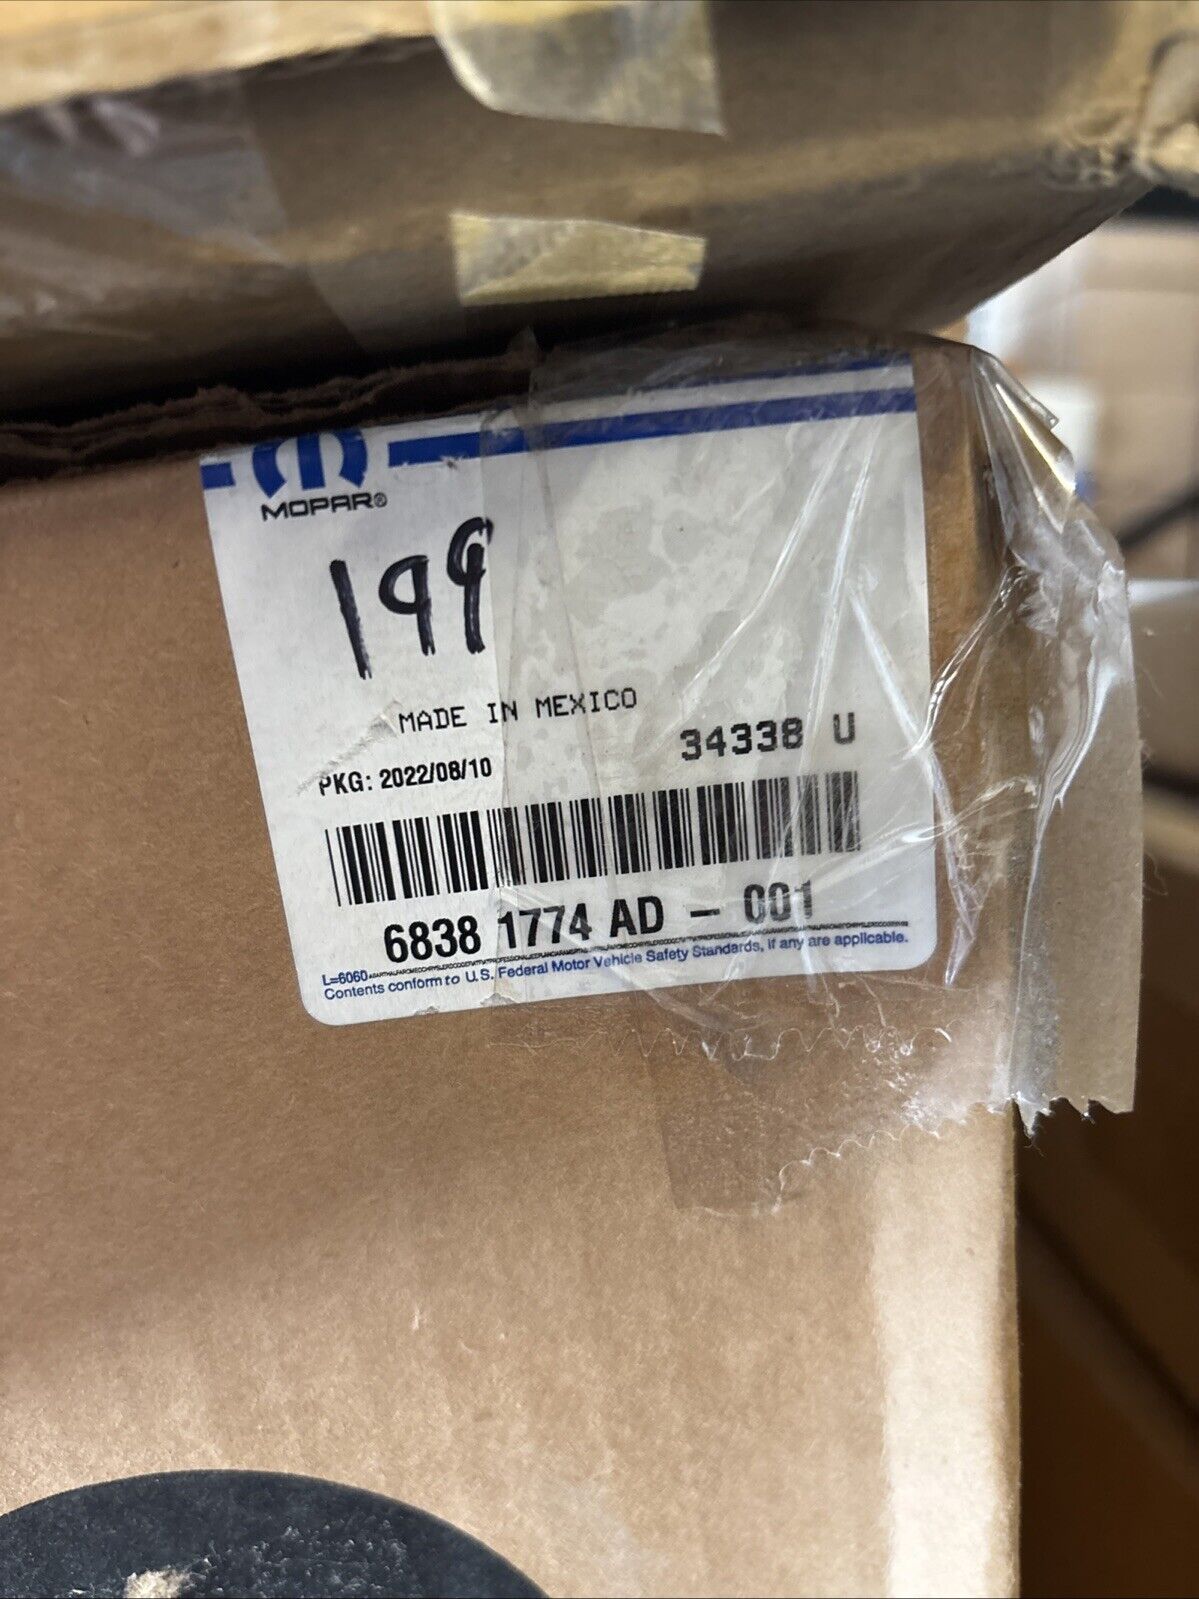 MOPAR®
199
MADE IN MEXICO
34338 U
PKG: 2022/08/10
6838 1774 AD – 001
L=6060
Contents conform to U.S. Federal Motor Vehicle Safety Standards, if any are applicable.